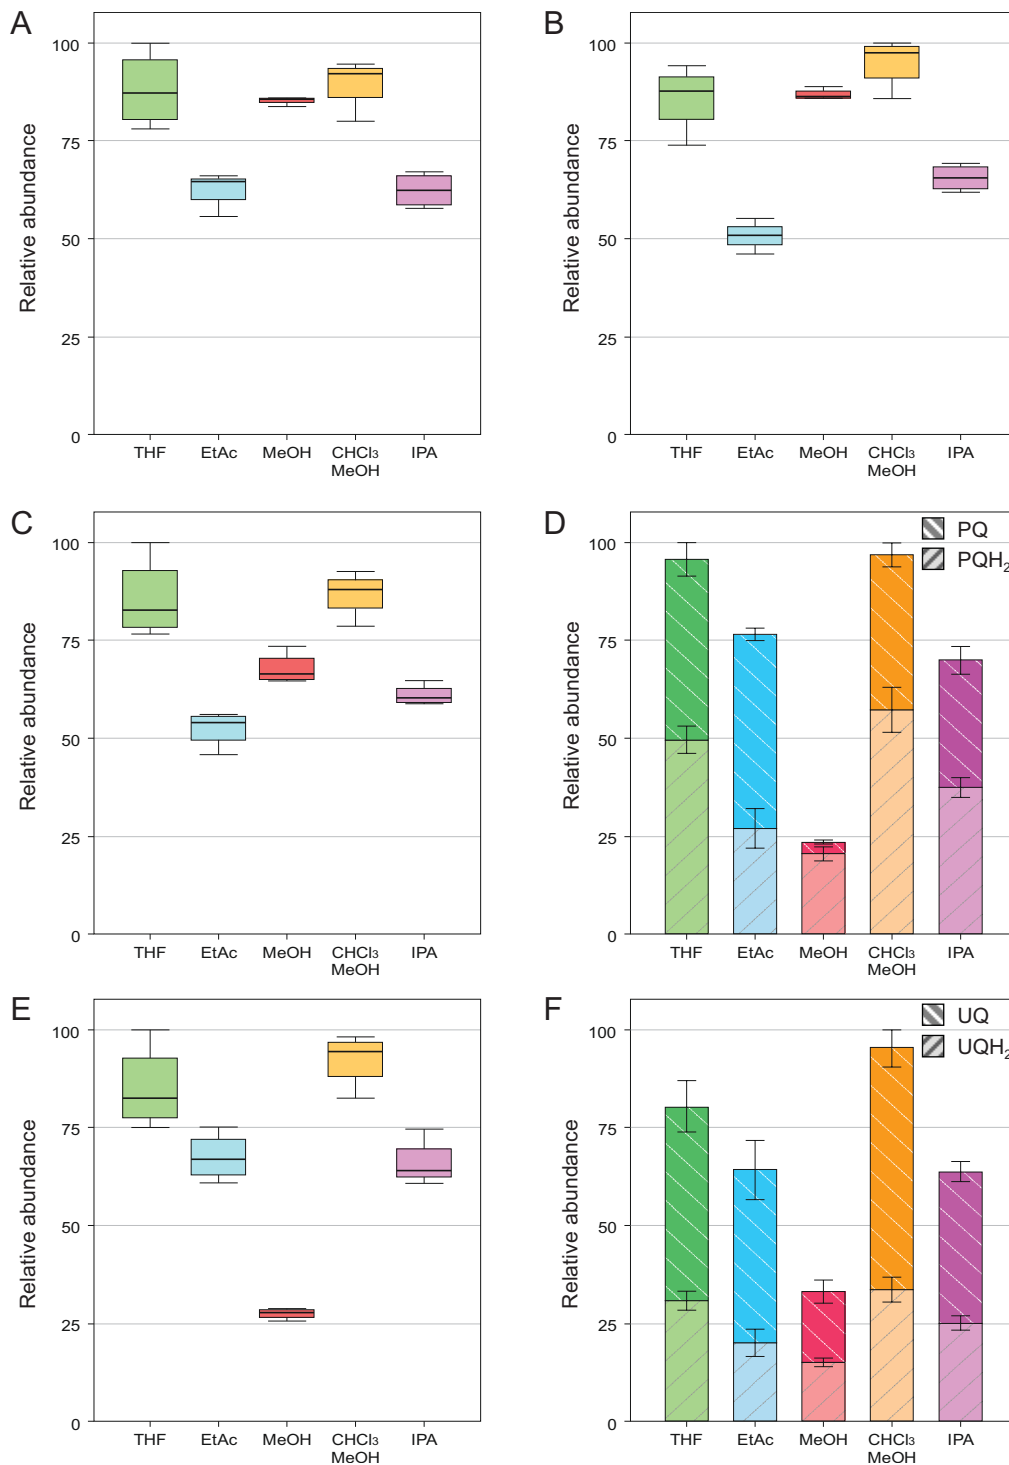 A
Relative abundance
100
75
50
25
0
THF EtAc MeOH CHCl₃ IPA
MeOH
B
Relative abundance
100
75
50
25
0
THF EtAc MeOH CHCl₃ IPA
MeOH
C
Relative abundance
100
75
50
25
0
THF EtAc MeOH CHCl₃ IPA
MeOH
D
PQ
PQH₂
Relative abundance
100
75
50
25
0
THF EtAc MeOH CHCl₃ IPA
MeOH
E
Relative abundance
100
75
50
25
0
THF EtAc MeOH CHCl₃ IPA
MeOH
F
UQ
UQH₂
Relative abundance
100
75
50
25
0
THF EtAc MeOH CHCl₃ IPA
MeOH